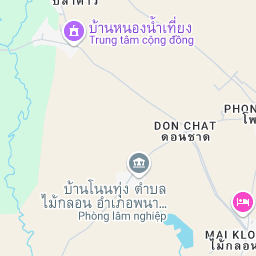 บ้านหนองน้ำเที่ยง
Trung tâm cộng đồng
DON CHAT
ดอนชาด
บ้านโนนทุ่ง ตำบล
ไม้กลอน อำเภอพนา...
Phòng lâm nghiệp
MAI KLO
ไม้กลอน